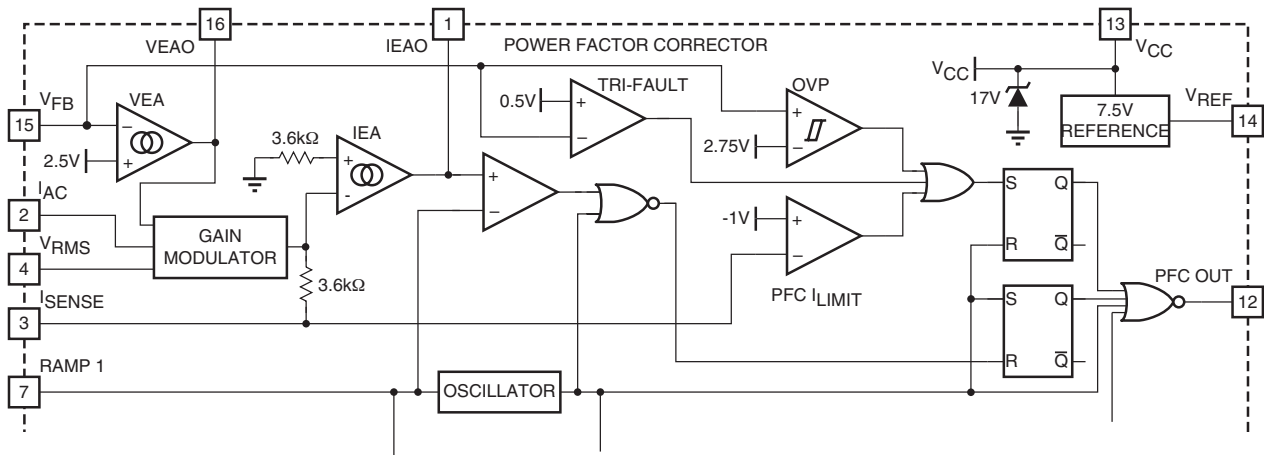 16
1
13
VEAO
IEAO
POWER FACTOR CORRECTOR
VCC
VCC
17V
7.5V
REFERENCE
VREF
14
TRI-FAULT
OVP
0.5V
+
−
+
−
2.75V
VFB
15
VEA
−
+
2.5V
3.6kΩ
IEA
+
-
+
−
IAC
2
VRMS
4
GAIN
MODULATOR
3.6kΩ
ISENSE
3
-1V
+
−
PFC ILIMIT
S
Q
R
Q
S
Q
R
Q
PFC OUT
12
RAMP 1
7
OSCILLATOR